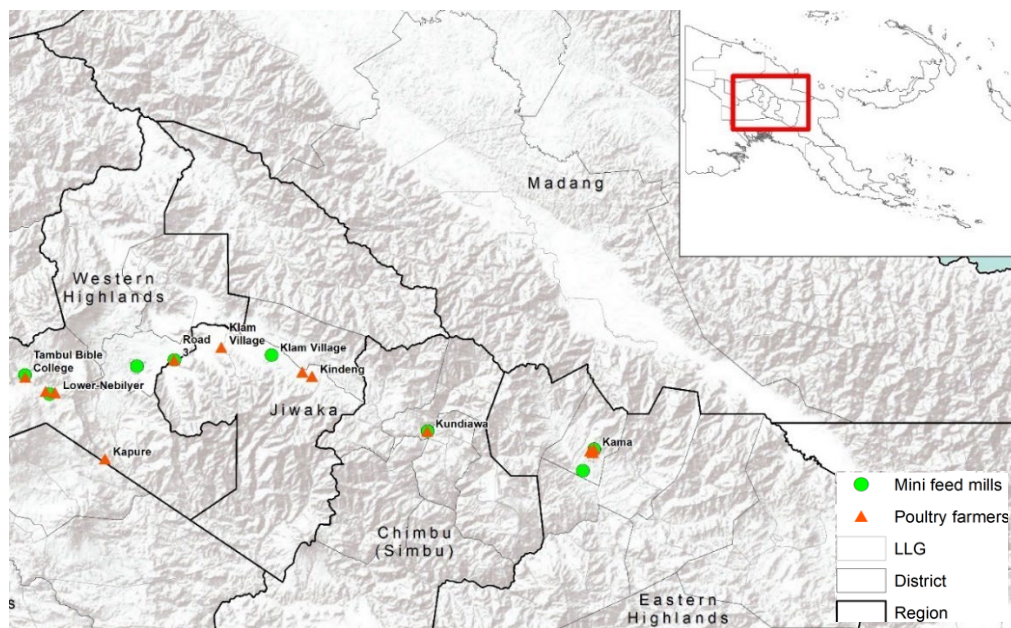 Madang
Western
Highlands
Klam
Village
Road
3
Klam Village
Tambul Bible
College
Kindeng
Lower-Nebilyer
Jiwaka
Kundiawa
Kama
Kapure
Chimbu
(Simbu)
Eastern
Highlands
s
Mini feed mills
Poultry farmers
LLG
District
Region